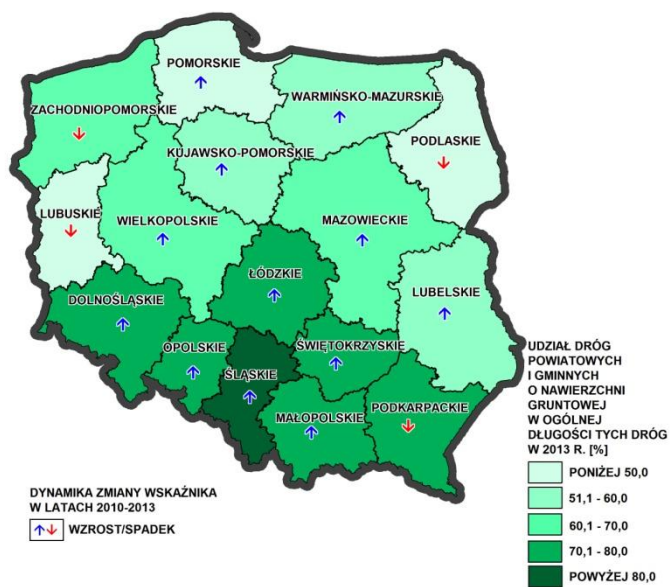 POMORSKIE
WARMIŃSKO-MAZURSKIE
ZACHODNIOPOMORSKIE
PODLASKIE
KUJAWSKO-POMORSKIE
LUBUSKIE
WIELKOPOLSKIE
MAZOWIECKIE
ŁÓDZKIE
LUBELSKIE
DOLNOŚLĄSKIE
OPOLSKIE
ŚWIĘTOKRZYSKIE
ŚLĄSKIE
MAŁOPOLSKIE
PODKARPACKIE
UDZIAŁ DRÓG
POWIATOWYCH
I GMINNYCH
O NAWIERZCHNI
GRUNTOWEJ
W OGÓLNEJ
DŁUGOŚCI TYCH DRÓG
W 2013 R. [%]
PONIŻEJ 50,0
51,1 - 60,0
60,1 - 70,0
70,1 - 80,0
POWYŻEJ 80,0
DYNAMIKA ZMIANY WSKAŹNIKA
W LATACH 2010-2013
WZROST/SPADEK